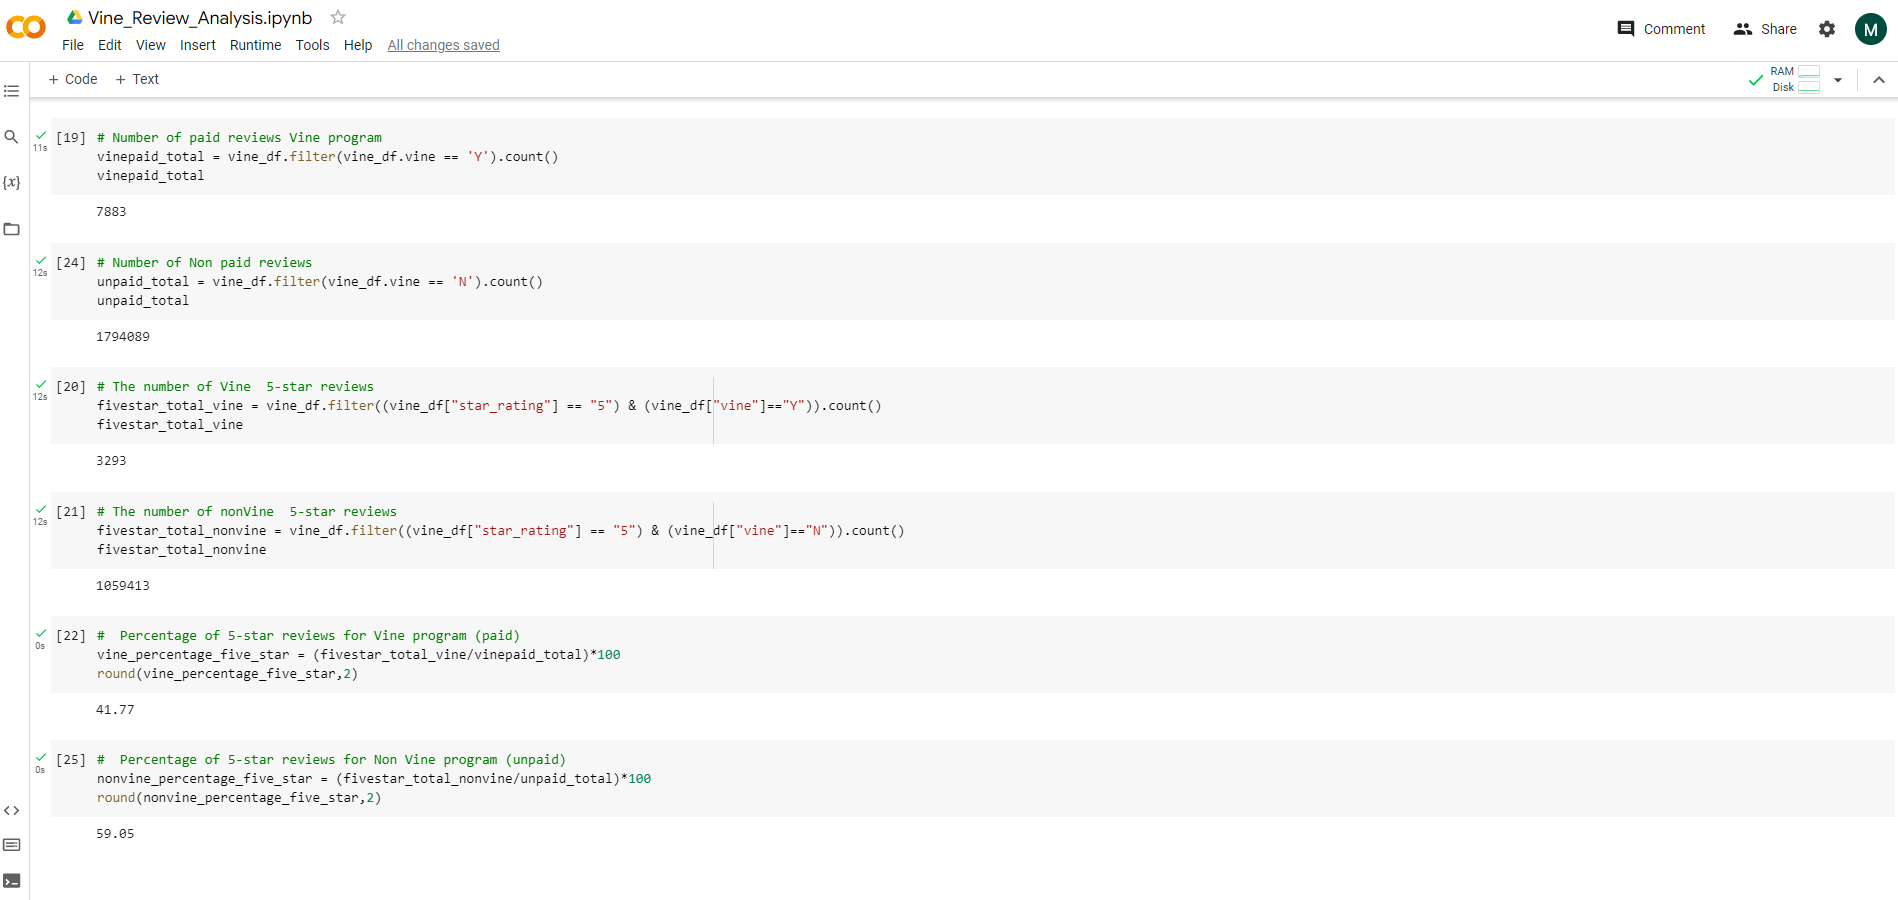 Vine_Review_Analysis.ipynb
File Edit View Insert Runtime Tools Help All changes saved
Comment Share M
+ Code + Text
RAM
Disk
{x}
[19] # Number of paid reviews Vine program
11s
vinepaid_total = vine_df.filter(vine_df.vine == 'Y').count()
vinepaid_total
7883
[24] # Number of Non paid reviews
12s
unpaid_total = vine_df.filter(vine_df.vine == 'N').count()
unpaid_total
1794089
[20] # The number of Vine  5-star reviews
12s
fivestar_total_vine = vine_df.filter((vine_df["star_rating"] == "5") & (vine_df["vine"]=="Y")).count()
fivestar_total_vine
3293
[21] # The number of nonVine  5-star reviews
12s
fivestar_total_nonvine = vine_df.filter((vine_df["star_rating"] == "5") & (vine_df["vine"]=="N")).count()
fivestar_total_nonvine
1059413
[22] #  Percentage of 5-star reviews for Vine program (paid)
0s
vine_percentage_five_star = (fivestar_total_vine/vinepaid_total)*100
round(vine_percentage_five_star,2)
41.77
[25] #  Percentage of 5-star reviews for Non Vine program (unpaid)
0s
nonvine_percentage_five_star = (fivestar_total_nonvine/unpaid_total)*100
round(nonvine_percentage_five_star,2)
59.05